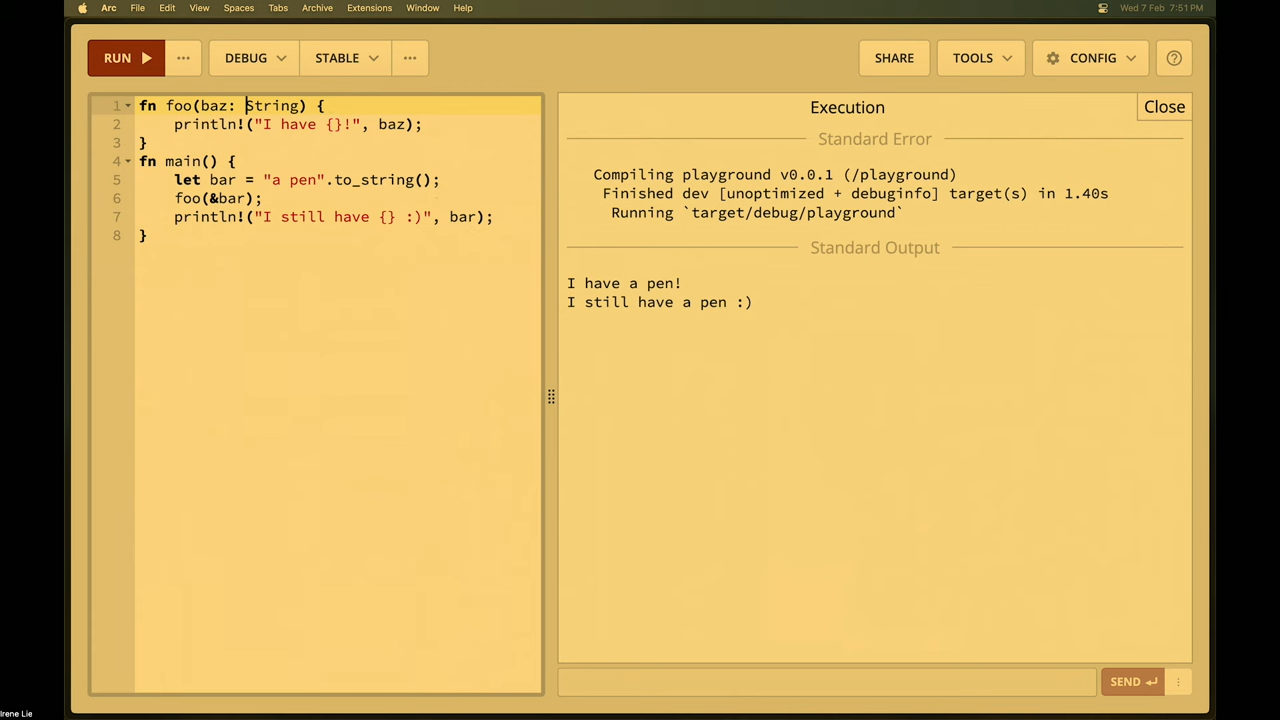 Arc File Edit View Spaces Tabs Archive Extensions Window Help Wed 7 Feb 7:51 PM
RUN ··· DEBUG STABLE ··· SHARE TOOLS CONFIG ?
1 fn foo(baz: String) {
2 println!("I have {}!", baz);
3 }
4 fn main() {
5 let bar = "a pen".to_string();
6 foo(&bar);
7 println!("I still have {} :)", bar);
8 }
Execution Close
Standard Error
Compiling playground v0.0.1 (/playground)
Finished dev [unoptimized + debuginfo] target(s) in 1.40s
Running `target/debug/playground`
Standard Output
I have a pen!
I still have a pen :)
SEND
Irene Lie